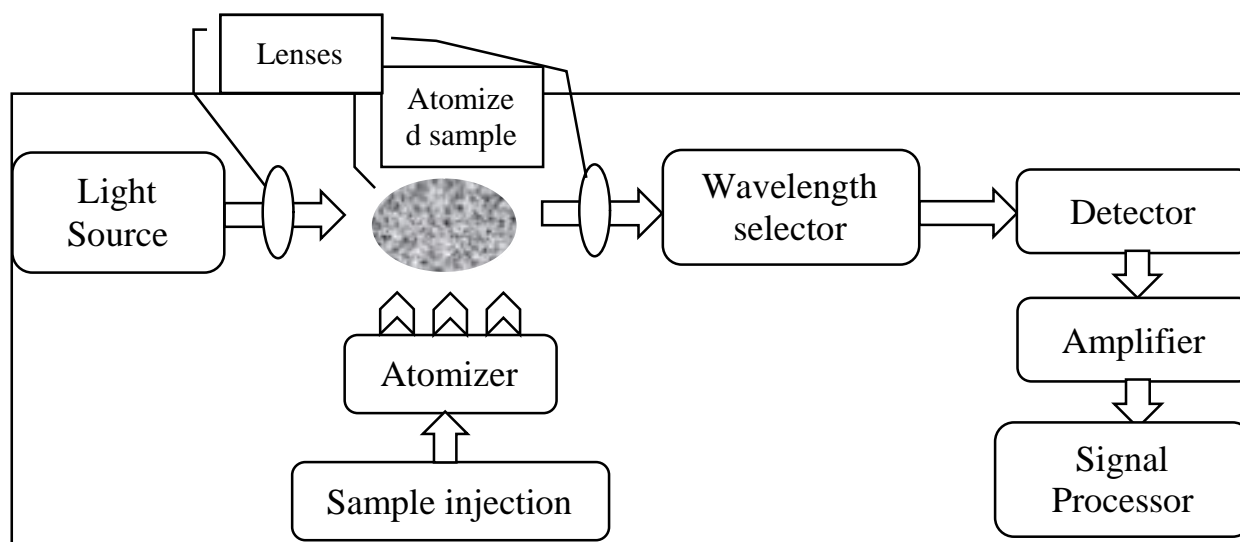 Lenses
Atomize
d sample
Light
Source
Wavelength
selector
Detector
Amplifier
Atomizer
Signal
Processor
Sample injection